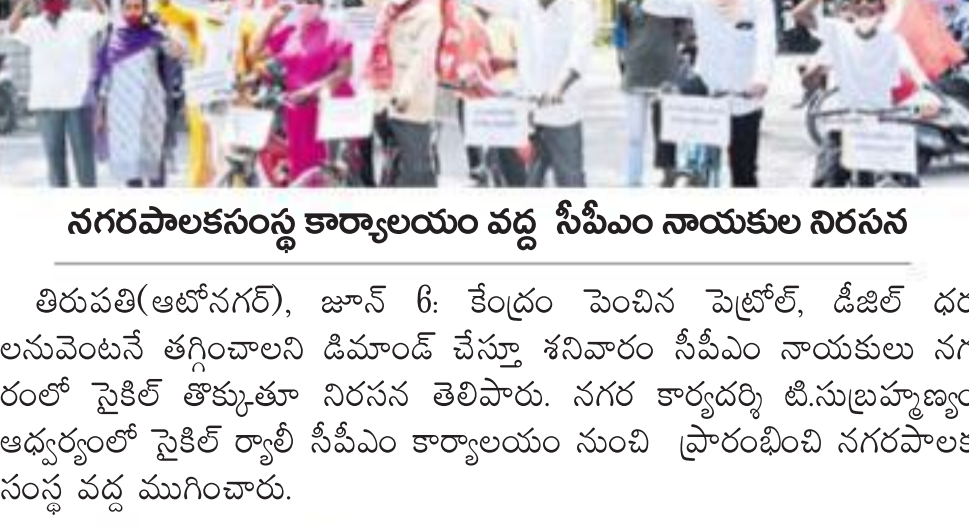 నగరపాలకసంస్థ కార్యాలయం వద్ద సీపీఎం నాయకుల నిరసన
తిరుపతి(ఆటోనగర్), జూన్ 6: కేంద్రం పెంచిన పెట్రోల్, డీజిల్ ధర
లనువెంటనే తగ్గించాలని డిమాండ్ చేస్తూ శనివారం సీపీఎం నాయకులు నగ
రంలో సైకిల్ తొక్కుతూ నిరసన తెలిపారు. నగర కార్యదర్శి టి.సుబ్రహ్మణ్యం
ఆధ్వర్యంలో సైకిల్ ర్యాలీ సీపీఎం కార్యాలయం నుంచి ప్రారంభించి నగరపాలక
సంస్థ వద్ద ముగించారు.